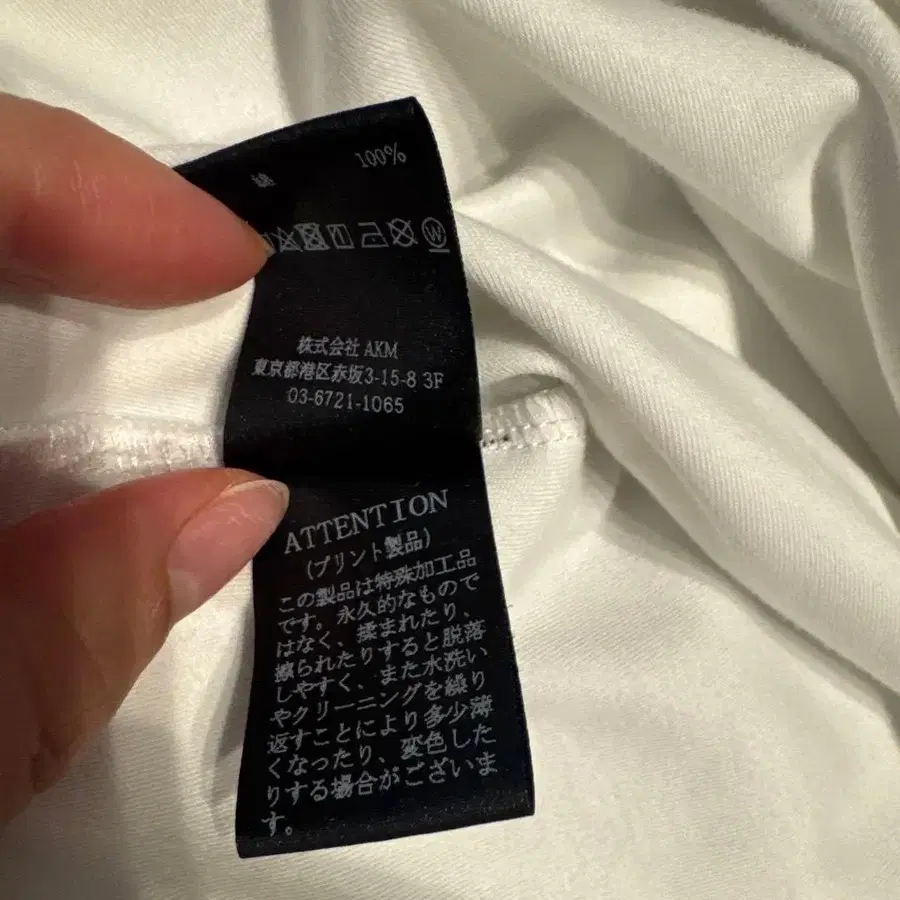 綿 100%
W
株式会社 AKM
東京都港区赤坂3-15-8 3F
03-6721-1065
ATTENTION
(プリント製品)
この製品は特殊加工品
です。永久的なもので
はなく、揉まれたり、
擦られたりすると脱落
しやすく、また水洗い
やクリーニングを繰り
返すことにより多少薄
くなったり、変色した
りする場合がございま
す。